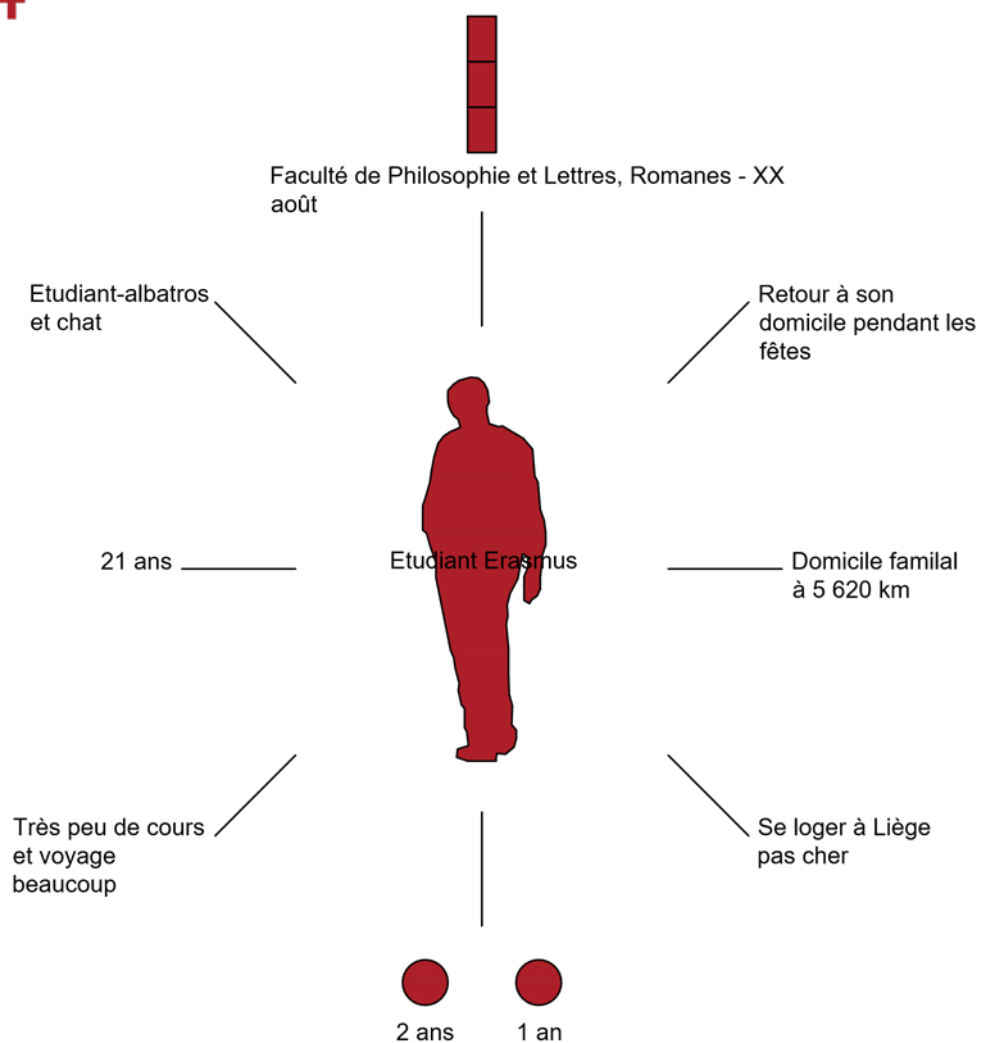 Faculté de Philosophie et Lettres, Romanes - XX
août
Etudiant-albatros
et chat
Retour à son
domicile pendant les
fêtes
21 ans
Etudiant Erasmus
Domicile familal
à 5 620 km
Très peu de cours
et voyage
beaucoup
Se loger à Liège
pas cher
2 ans
1 an